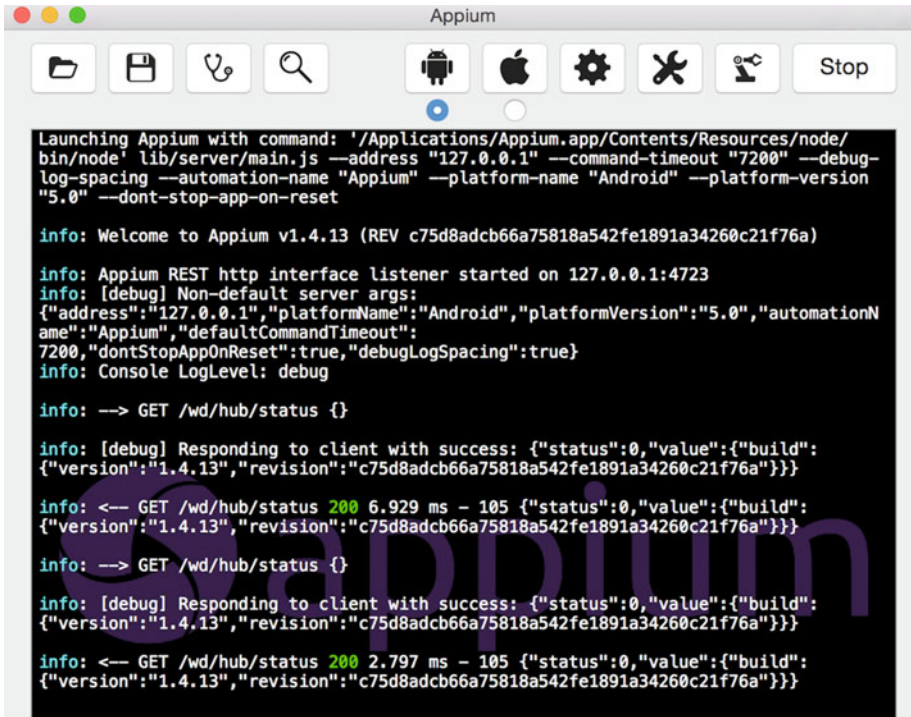 Appium
Stop
Launching Appium with command: '/Applications/Appium.app/Contents/Resources/node/
bin/node' lib/server/main.js --address "127.0.0.1" --command-timeout "7200" --debug-
log-spacing --automation-name "Appium" --platform-name "Android" --platform-version
"5.0" --dont-stop-app-on-reset
info: Welcome to Appium v1.4.13 (REV c75d8adcb66a75818a542fe1891a34260c21f76a)
info: Appium REST http interface listener started on 127.0.0.1:4723
info: [debug] Non-default server args:
{"address":"127.0.0.1","platformName":"Android","platformVersion":"5.0","automationN
ame":"Appium","defaultCommandTimeout":
7200,"dontStopAppOnReset":true,"debugLogSpacing":true}
info: Console LogLevel: debug
info: --> GET /wd/hub/status {}
info: [debug] Responding to client with success: {"status":0,"value":{"build":
{"version":"1.4.13","revision":"c75d8adcb66a75818a542fe1891a34260c21f76a"}}}
info: <-- GET /wd/hub/status 200 6.929 ms - 105 {"status":0,"value":{"build":
{"version":"1.4.13","revision":"c75d8adcb66a75818a542fe1891a34260c21f76a"}}}
info: --> GET /wd/hub/status {}
info: [debug] Responding to client with success: {"status":0,"value":{"build":
{"version":"1.4.13","revision":"c75d8adcb66a75818a542fe1891a34260c21f76a"}}}
info: <-- GET /wd/hub/status 200 2.797 ms - 105 {"status":0,"value":{"build":
{"version":"1.4.13","revision":"c75d8adcb66a75818a542fe1891a34260c21f76a"}}}
appium